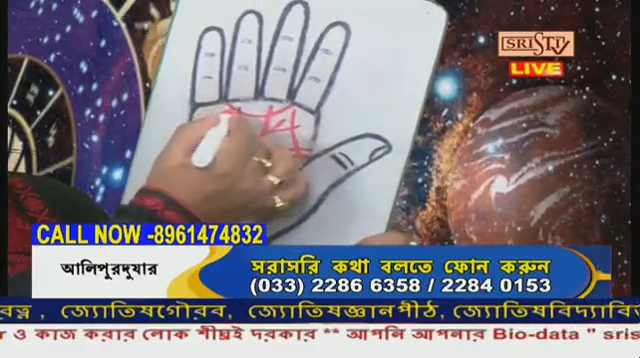 SRISTI TV
LIVE
CALL NOW -8961474832
আলিপুরদুয়ার
সরাসরি কথা বলতে ফোন করুন
(033) 2286 6358 / 2284 0153
জ্যোতিষগৌরব, জ্যোতিষজ্ঞানপীঠ, জ্যোতিষবিদ্যাবি
র ও কাজ করার লোক শীঘ্রই দরকার ** আপনি আপনার Bio-data " sris